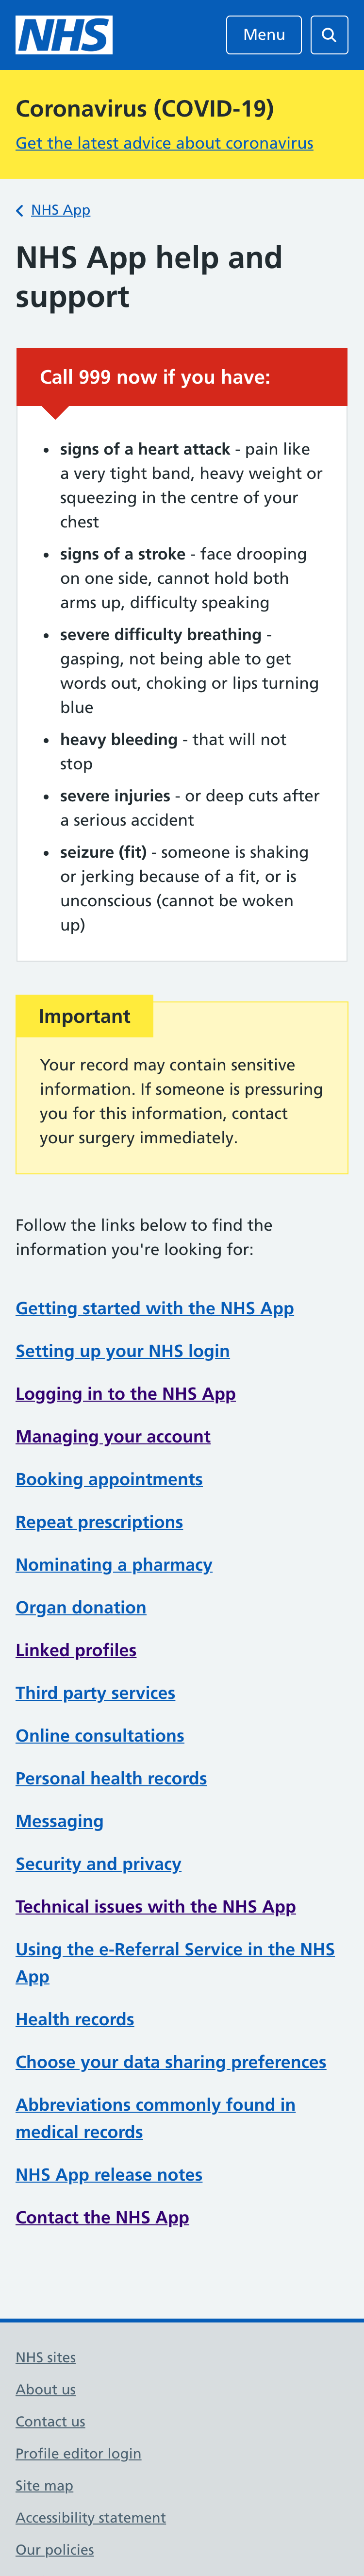 NHS
Menu
Coronavirus (COVID-19)
Get the latest advice about coronavirus
NHS App
NHS App help and
support
Call 999 now if you have:
signs of a heart attack - pain like
a very tight band, heavy weight or
squeezing in the centre of your
chest
signs of a stroke - face drooping
on one side, cannot hold both
arms up, difficulty speaking
severe difficulty breathing -
gasping, not being able to get
words out, choking or lips turning
blue
heavy bleeding - that will not
stop
severe injuries - or deep cuts after
a serious accident
seizure (fit) - someone is shaking
or jerking because of a fit, or is
unconscious (cannot be woken
up)
Important
Your record may contain sensitive
information. If someone is pressuring
you for this information, contact
your surgery immediately.
Follow the links below to find the
information you're looking for:
Getting started with the NHS App
Setting up your NHS login
Logging in to the NHS App
Managing your account
Booking appointments
Repeat prescriptions
Nominating a pharmacy
Organ donation
Linked profiles
Third party services
Online consultations
Personal health records
Messaging
Security and privacy
Technical issues with the NHS App
Using the e-Referral Service in the NHS
App
Health records
Choose your data sharing preferences
Abbreviations commonly found in
medical records
NHS App release notes
Contact the NHS App
NHS sites
About us
Contact us
Profile editor login
Site map
Accessibility statement
Our policies